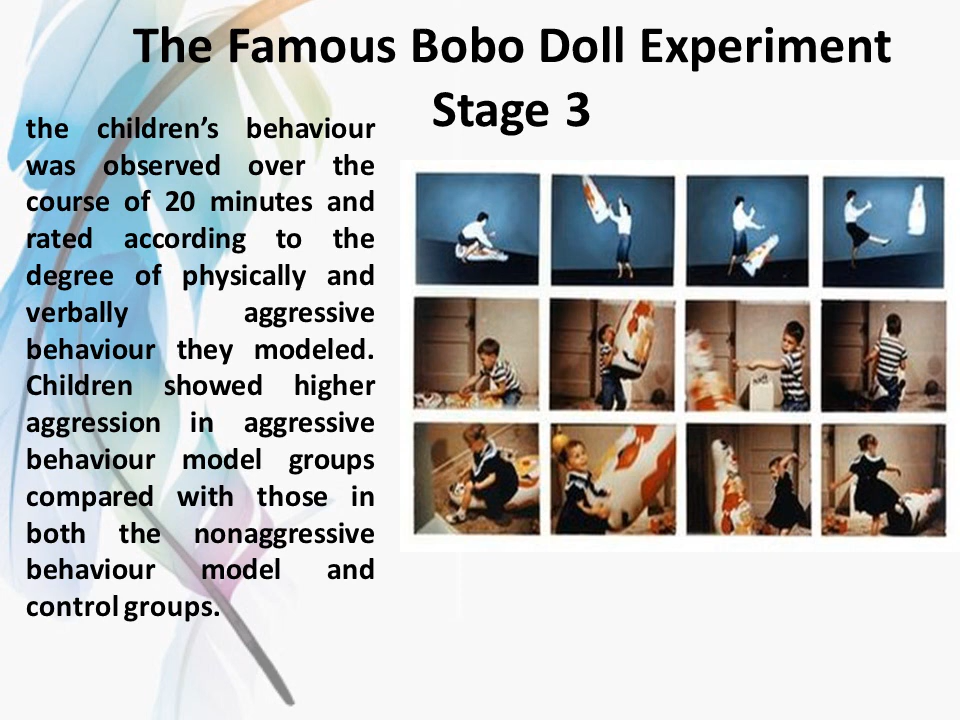 The Famous Bobo Doll Experiment
Stage 3
the children’s behaviour
was observed over the
course of 20 minutes and
rated according to the
degree of physically and
verbally aggressive
behaviour they modeled.
Children showed higher
aggression in aggressive
behaviour model groups
compared with those in
both the nonaggressive
behaviour model and
control groups.